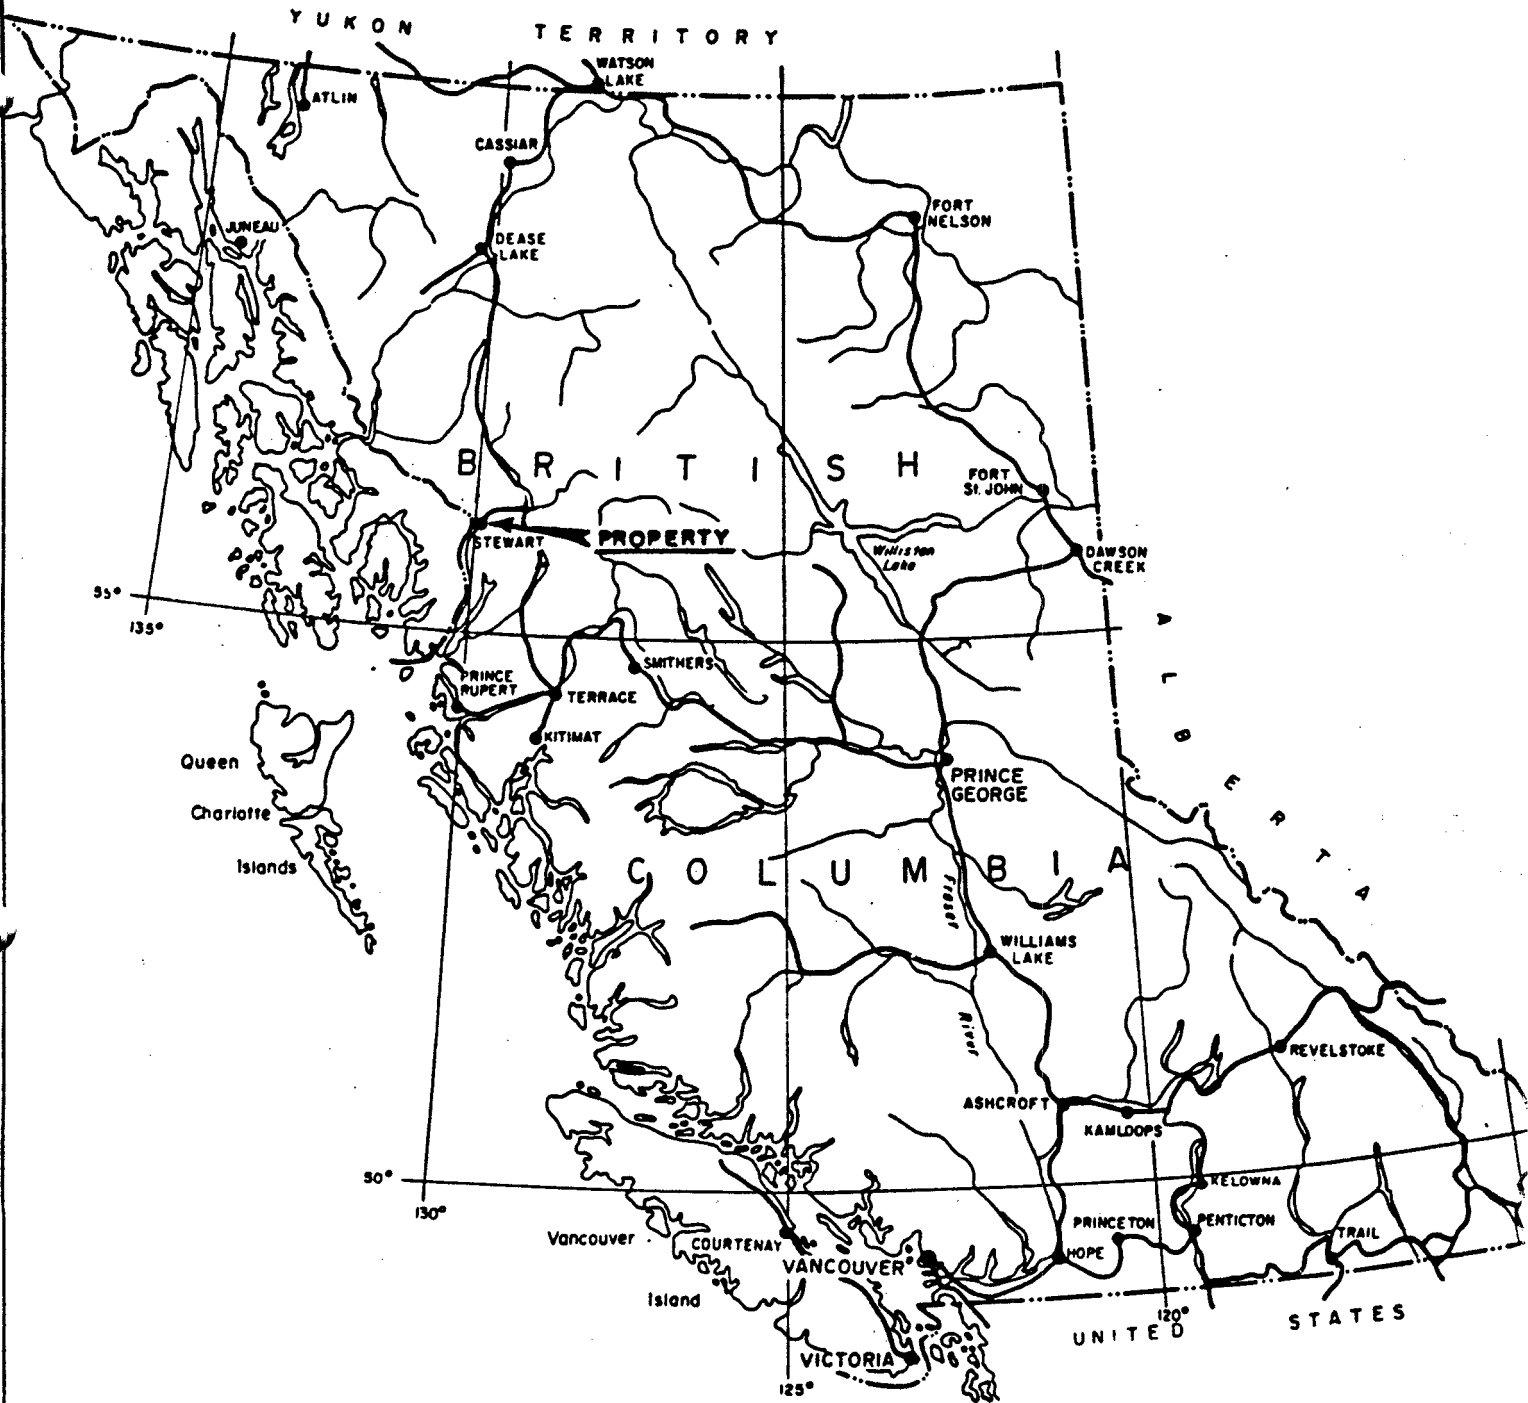 YUKON TERRITORY
WATSON
LAKE
ATLIN
CASSIAR
FORT
NELSON
JUNEAU
DEASE
LAKE
BRITISH
FORT
St. JOHN
PROPERTY
STEWART
Williston
Lake
DAWSON
CREEK
55°
135°
ALBERTA
SMITHERS
PRINCE
RUPERT
TERRACE
KITIMAT
Queen
Charlotte
Islands
PRINCE
GEORGE
COLUMBIA
Fraser
River
WILLIAMS
LAKE
REVELSTOKE
ASHCROFT
KAMLOOPS
50°
130°
KELOWNA
PRINCETON
PENTICTON
Vancouver
Island
COURTENAY
VANCOUVER
HOPE
TRAIL
120°
UNITED STATES
VICTORIA
125°